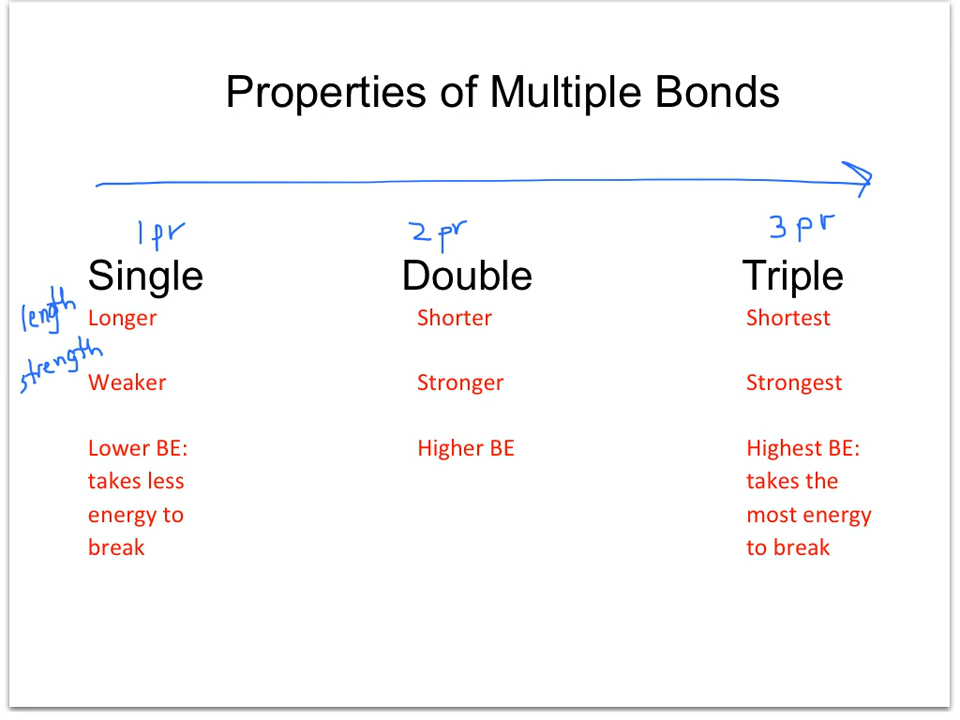 Properties of Multiple Bonds
1 pr 2 pr 3 pr
Single Double Triple
length Longer Shorter Shortest
strength Weaker Stronger Strongest
Lower BE: Higher BE Highest BE:
takes less takes the
energy to most energy
break to break